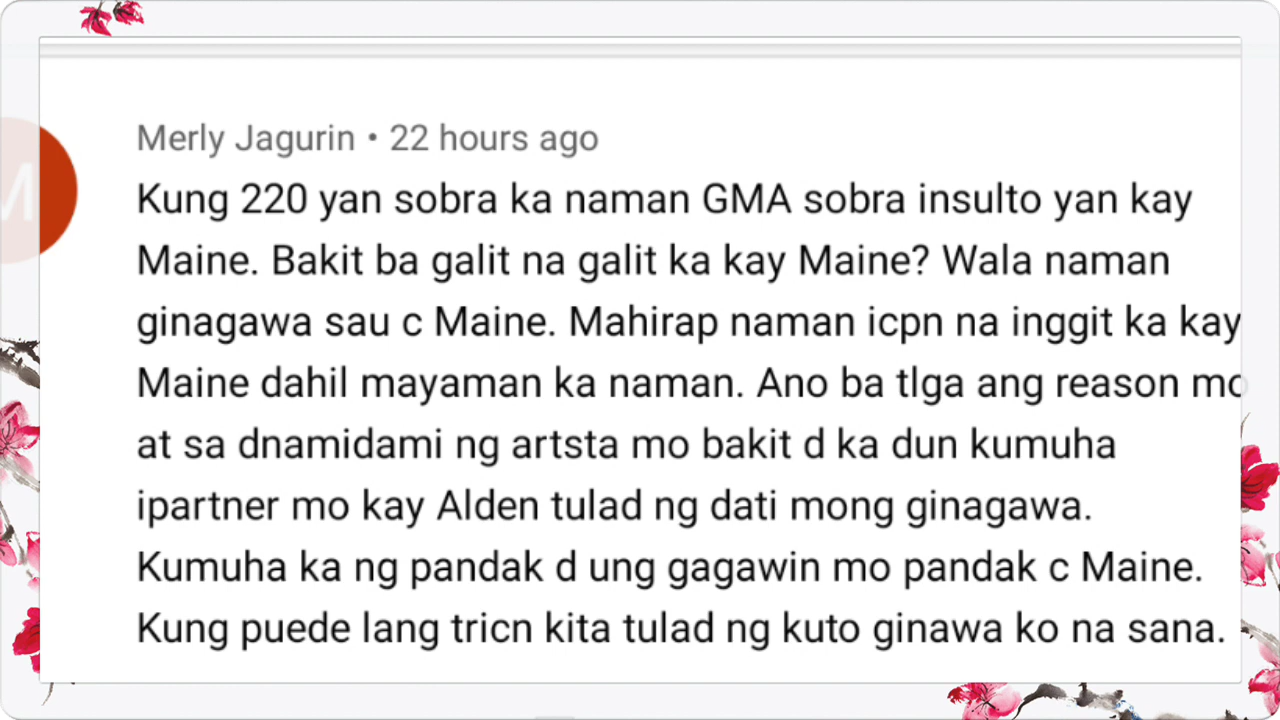 M
Merly Jagurin • 22 hours ago
Kung 220 yan sobra ka naman GMA sobra insulto yan kay
Maine. Bakit ba galit na galit ka kay Maine? Wala naman
ginagawa sau c Maine. Mahirap naman icpn na inggit ka kay
Maine dahil mayaman ka naman. Ano ba tlga ang reason mo
at sa dnamidami ng artsta mo bakit d ka dun kumuha
ipartner mo kay Alden tulad ng dati mong ginagawa.
Kumuha ka ng pandak d ung gagawin mo pandak c Maine.
Kung puede lang tricn kita tulad ng kuto ginawa ko na sana.